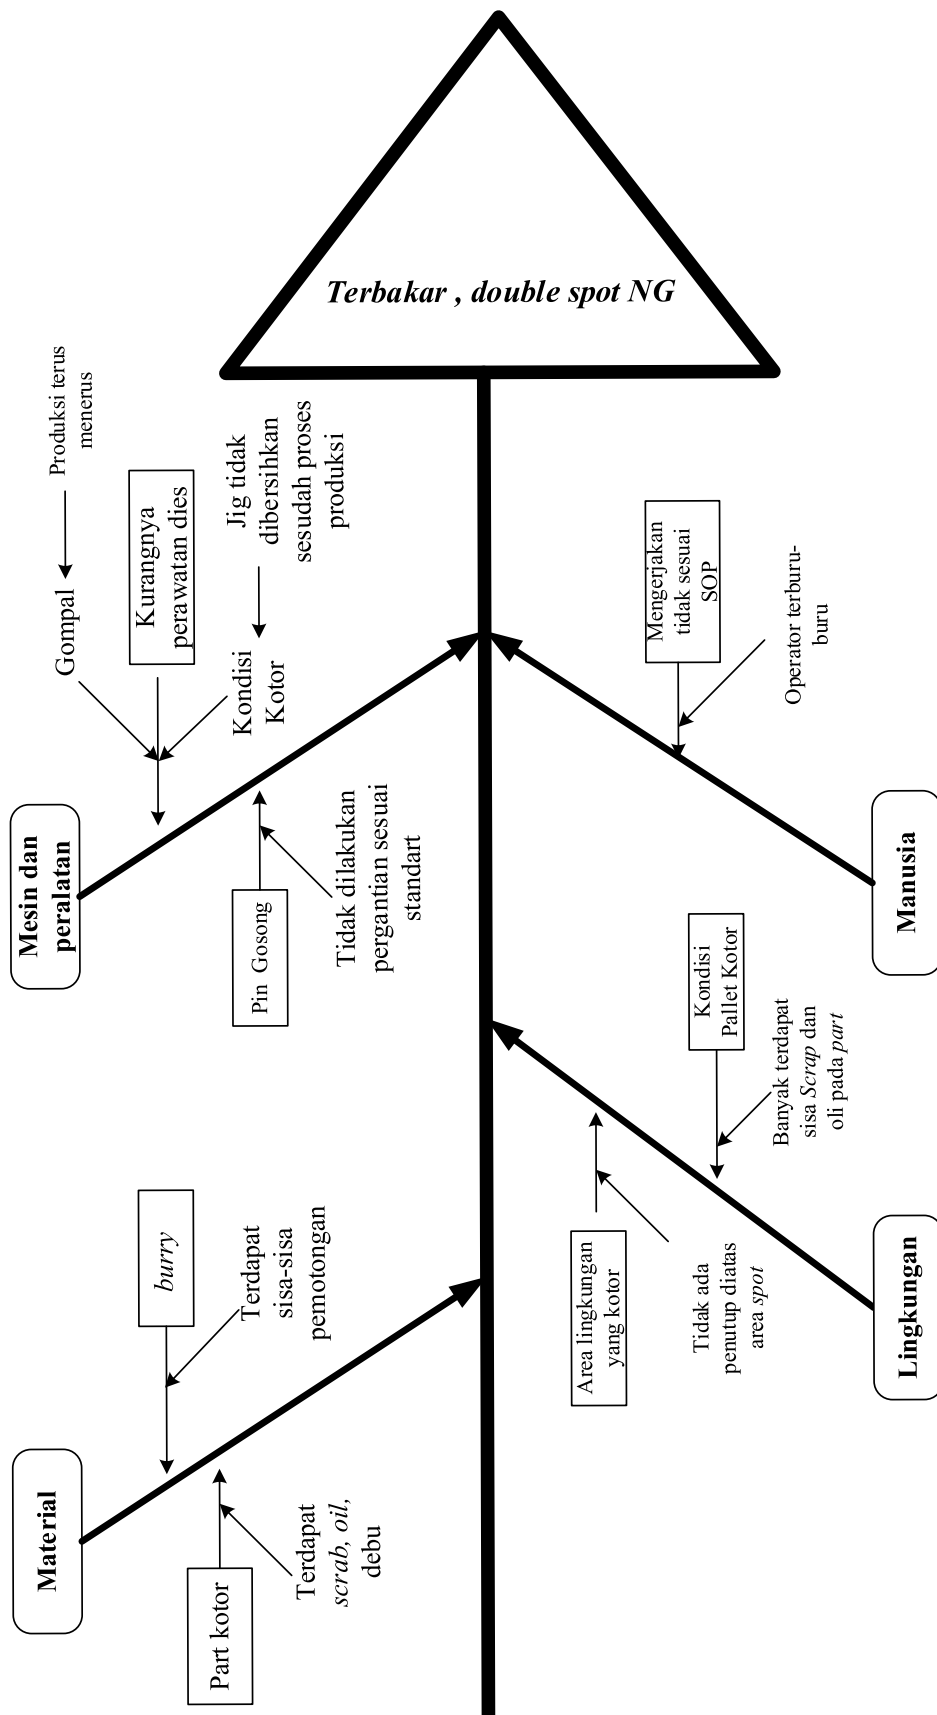 Terbakar , double spot NG
Produksi terus
menerus
Gompal
Kurangnya
perawatan dies
Jig tidak
dibersihkan
sesudah proses
produksi
Kondisi
Kotor
Mesin dan
peralatan
Pin Gosong
Tidak dilakukan
pergantian sesuai
standart
Mengerjakan
tidak sesuai
SOP
Operator terburu-
buru
Manusia
burry
Terdapat
sisa-sisa
pemotongan
Material
Part kotor
Terdapat
scrab, oil,
debu
Kondisi
Pallet Kotor
Banyak terdapat
sisa Scrap dan
oli pada part
Area lingkungan
yang kotor
Tidak ada
penutup diatas
area spot
Lingkungan